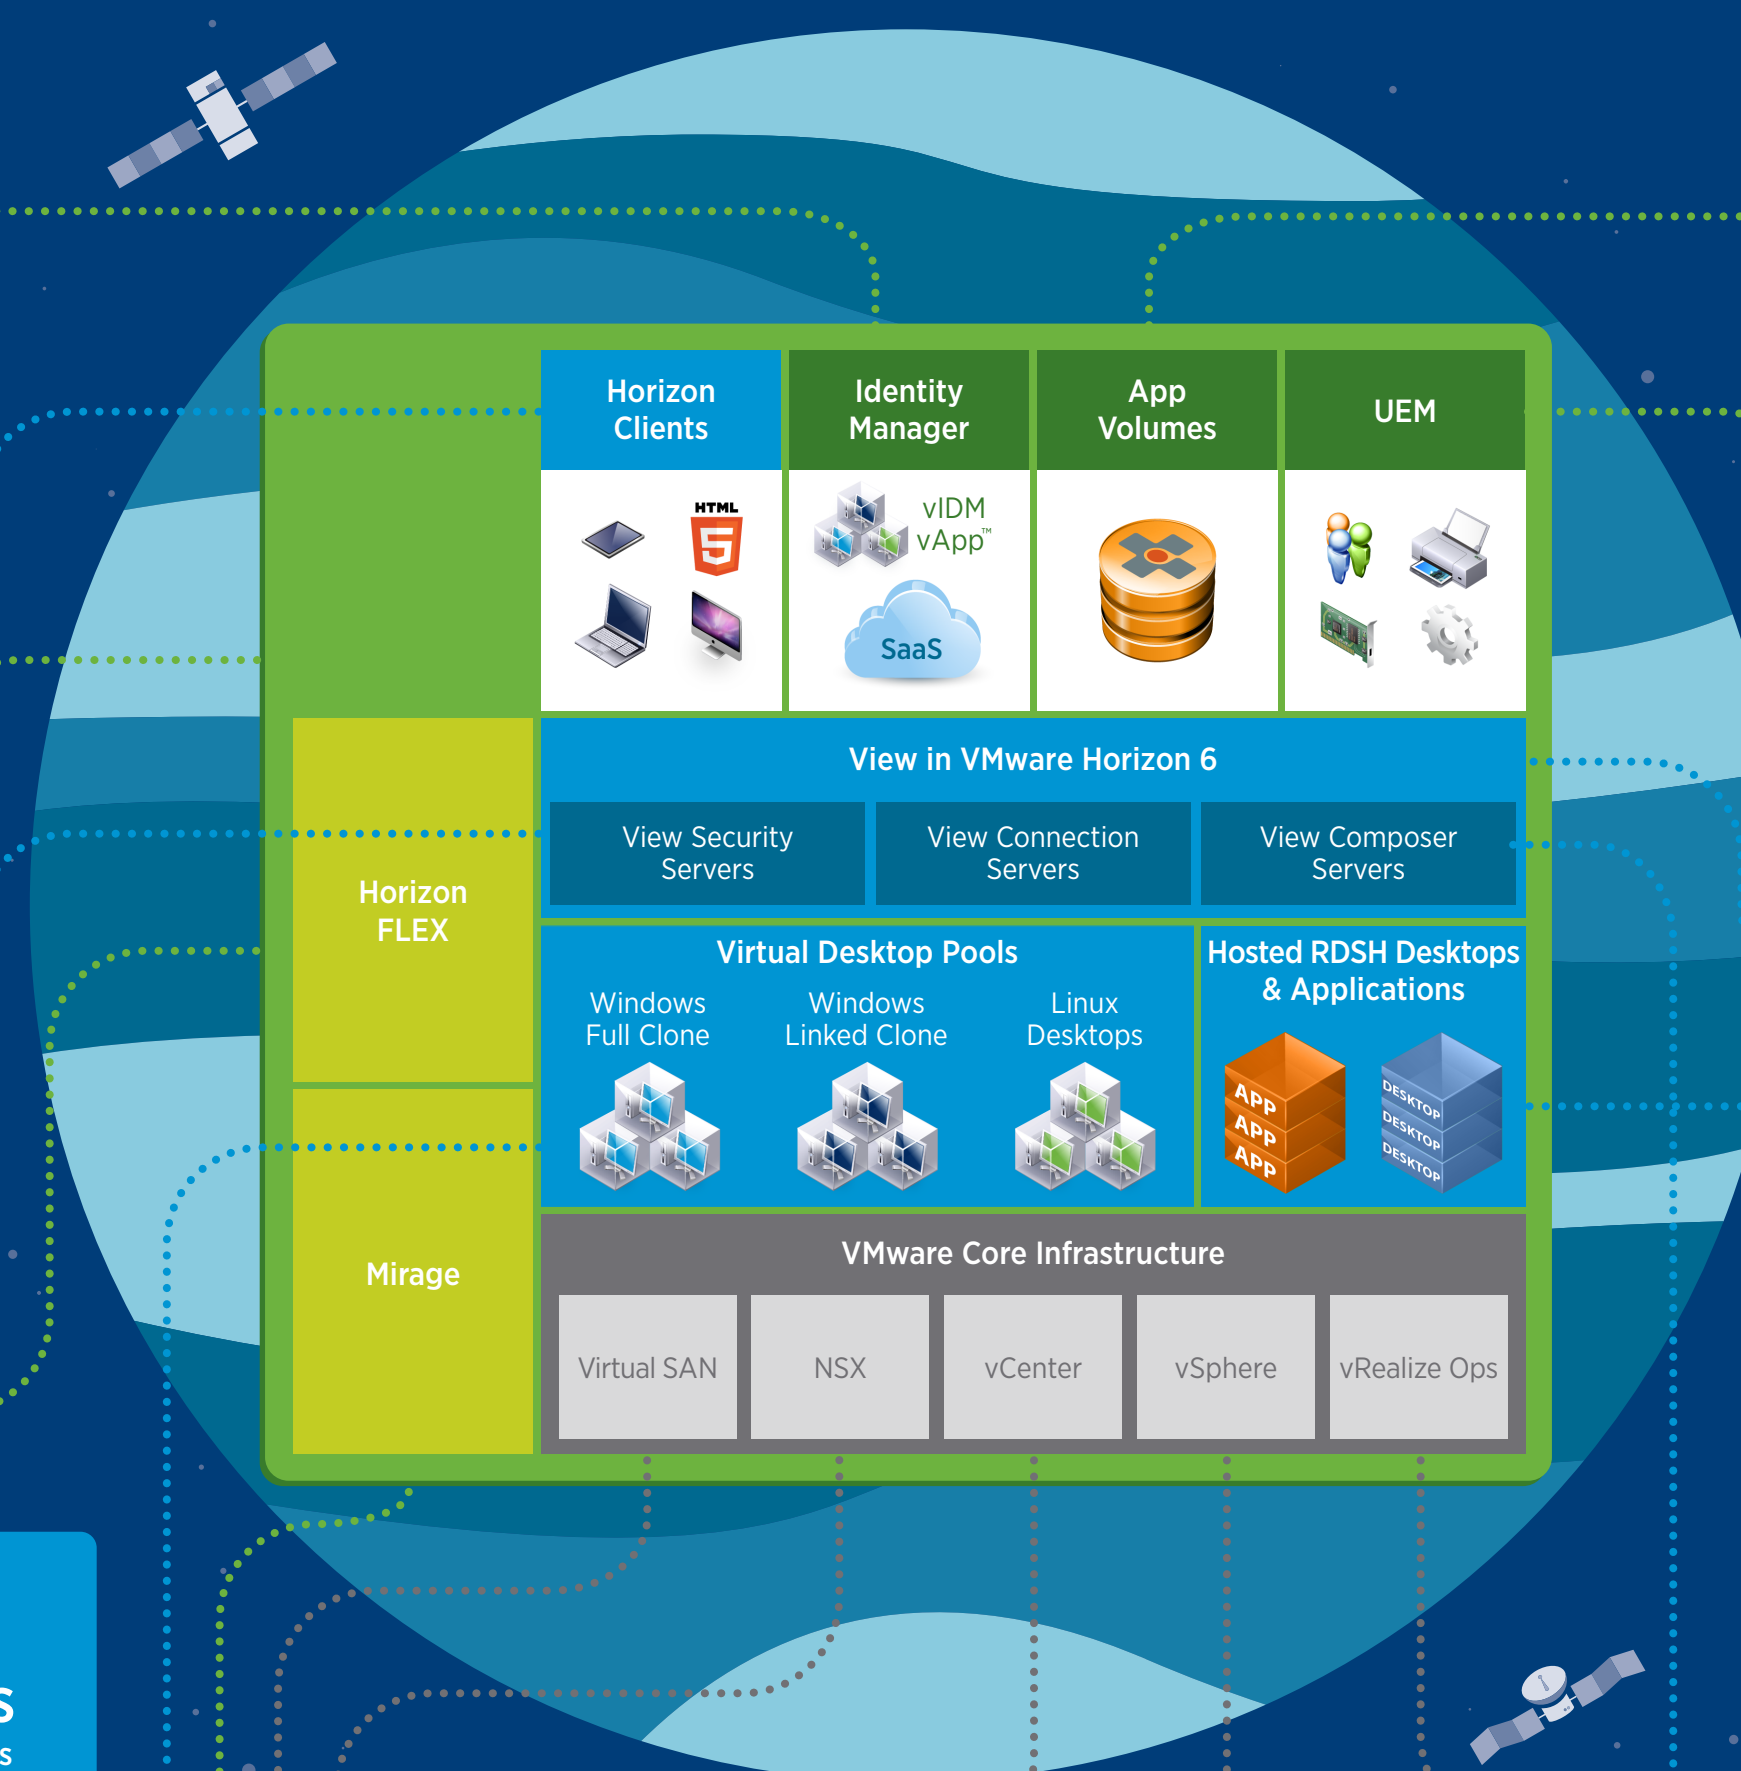 Horizon
Clients
Identity
Manager
App
Volumes
UEM
HTML
5
vIDM
vApp™
SaaS
View in VMware Horizon 6
View Security
Servers
View Connection
Servers
View Composer
Servers
Horizon
FLEX
Virtual Desktop Pools
Windows
Full Clone
Windows
Linked Clone
Linux
Desktops
Hosted RDSH Desktops
& Applications
APP
APP
APP
DESKTOP
DESKTOP
DESKTOP
Mirage
VMware Core Infrastructure
Virtual SAN
NSX
vCenter
vSphere
vRealize Ops
s
s